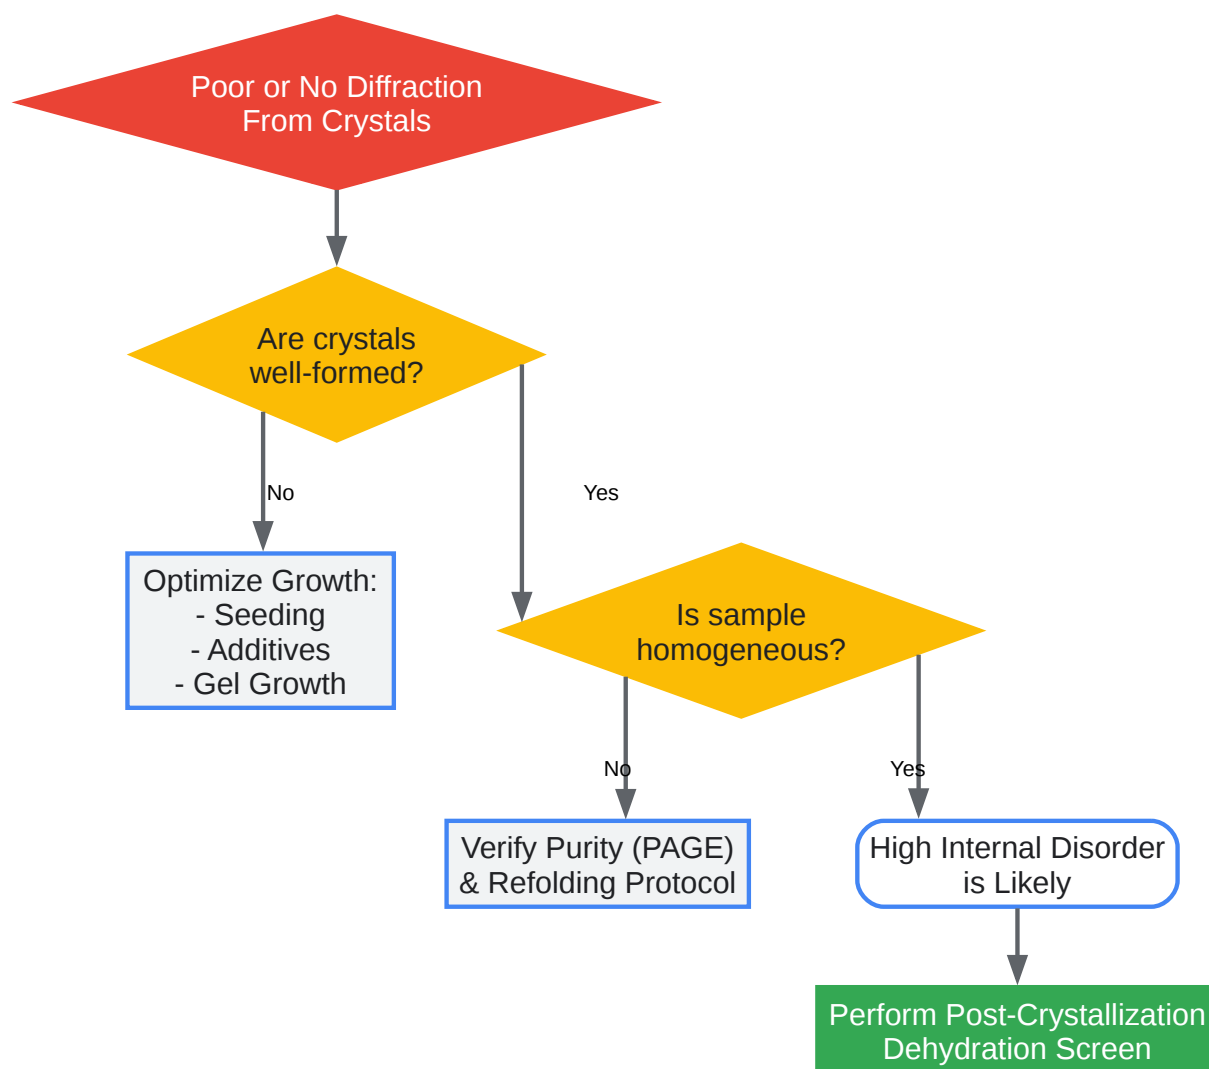 Poor or No Diffraction
From Crystals
Are crystals
well-formed?
No
Yes
Optimize Growth:
- Seeding
- Additives
- Gel Growth
Is sample
homogeneous?
No
Yes
Verify Purity (PAGE)
& Refolding Protocol
High Internal Disorder
is Likely
Perform Post-Crystallization
Dehydration Screen